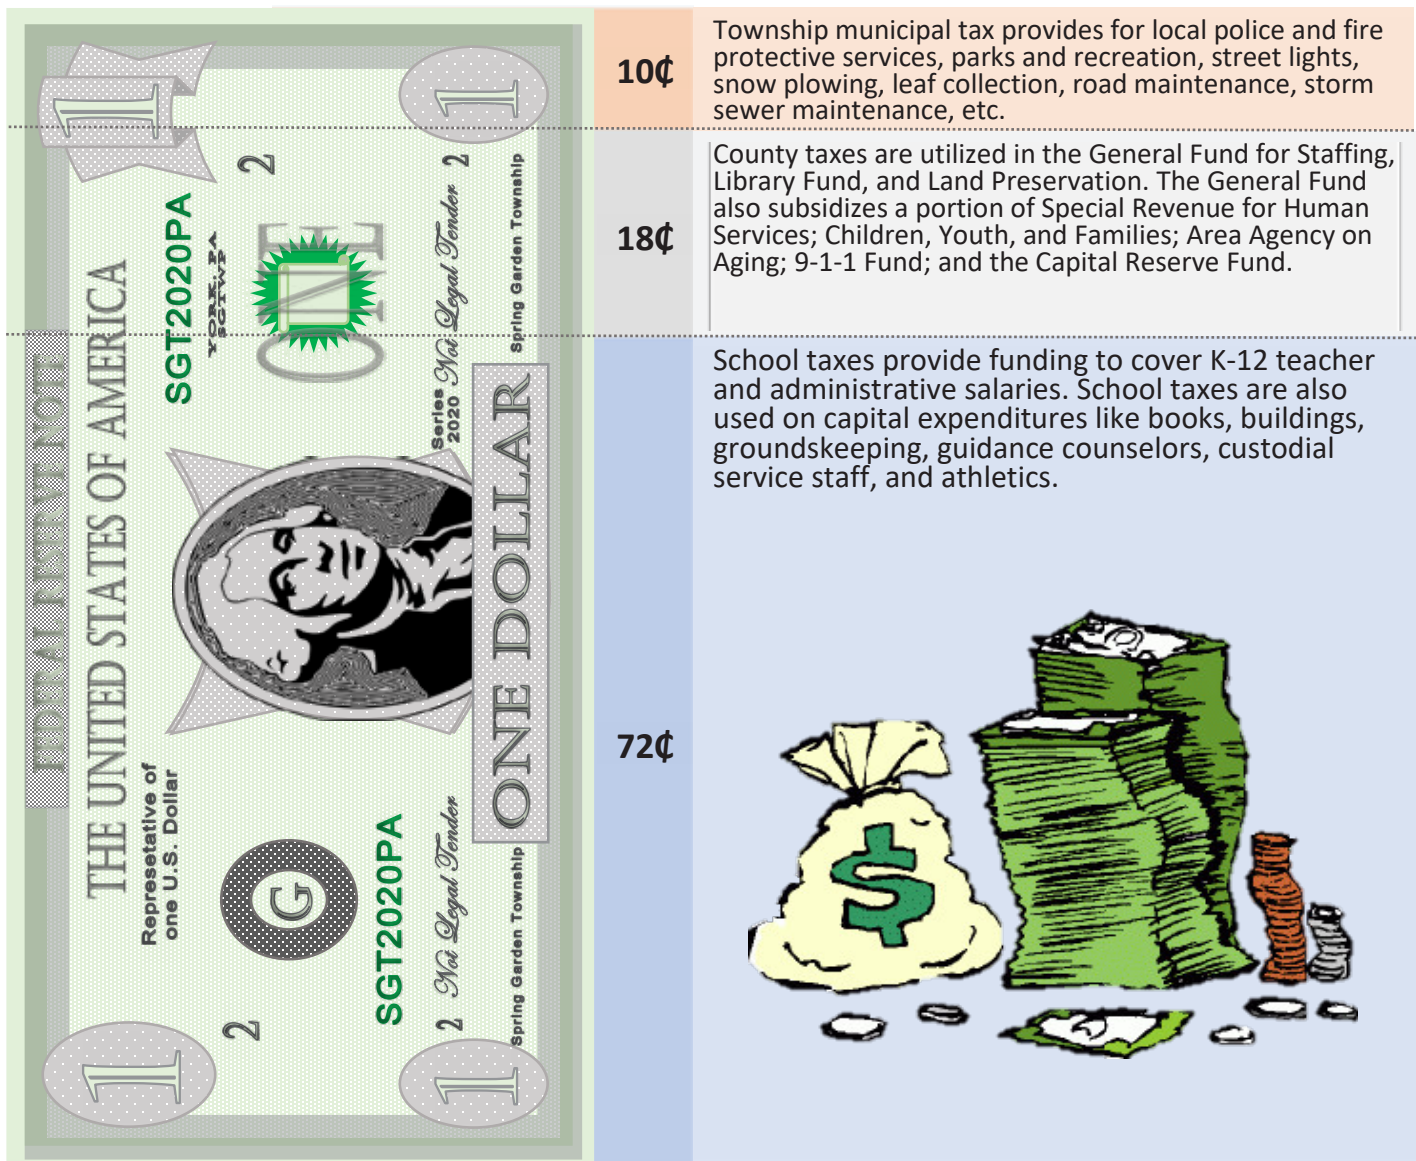 10¢
Township municipal tax provides for local police and fire
protective services, parks and recreation, street lights,
snow plowing, leaf collection, road maintenance, storm
sewer maintenance, etc.
18¢
County taxes are utilized in the General Fund for Staffing,
Library Fund, and Land Preservation. The General Fund
also subsidizes a portion of Special Revenue for Human
Services; Children, Youth, and Families; Area Agency on
Aging; 9-1-1 Fund; and the Capital Reserve Fund.
72¢
School taxes provide funding to cover K-12 teacher
and administrative salaries. School taxes are also
used on capital expenditures like books, buildings,
groundskeeping, guidance counselors, custodial
service staff, and athletics.
$
FEDERAL RESERVE NOTE
THE UNITED STATES OF AMERICA
1
1
Represetative of
one U.S. Dollar
SGT2020PA
YORK, PA
SGTWP
2
2
G
ONE
SGT2020PA
Series
2020
Not Legal Tender
2
2
Not Legal Tender
1
1
Spring Garden Township
ONE DOLLAR
Spring Garden Township